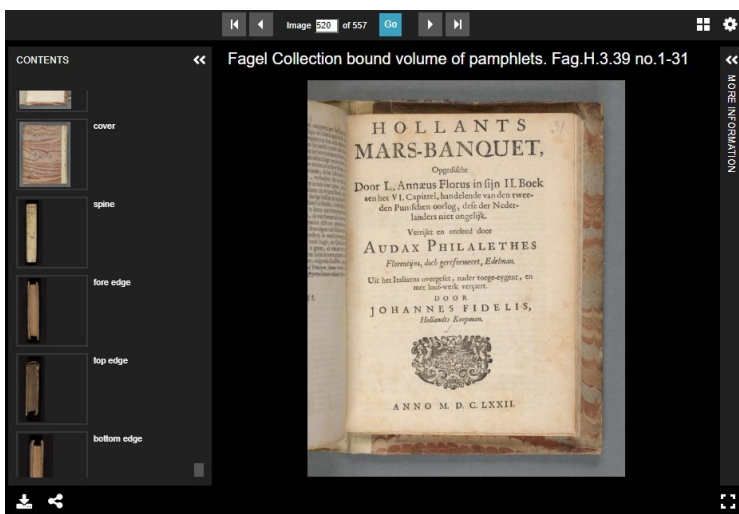 Image 520 of 557 Go
CONTENTS
Fagel Collection bound volume of pamphlets. Fag.H.3.39 no.1-31
MORE INFORMATION
cover
spine
fore edge
top edge
bottom edge
31
HOLLANTS
MARS-BANQUET,
Opgedischt
Door L. Annæus Florus in sijn II. Boek
aen het VI. Capittel, handelende van den twee-
den Punischen oorlog, dese der Neder-
landers niet ongelijk.
Verrijkt en ontleed door
AUDAX PHILALETHES
Florentijns, doch gereformeert, Edelman.
Uit het Italiaens overgeset, nader toege-eygent, en
met loof-werk verçiert.
DOOR
JOHANNES FIDELIS,
Hollandts Koopman.
ANNO M. D. C. LXXII.